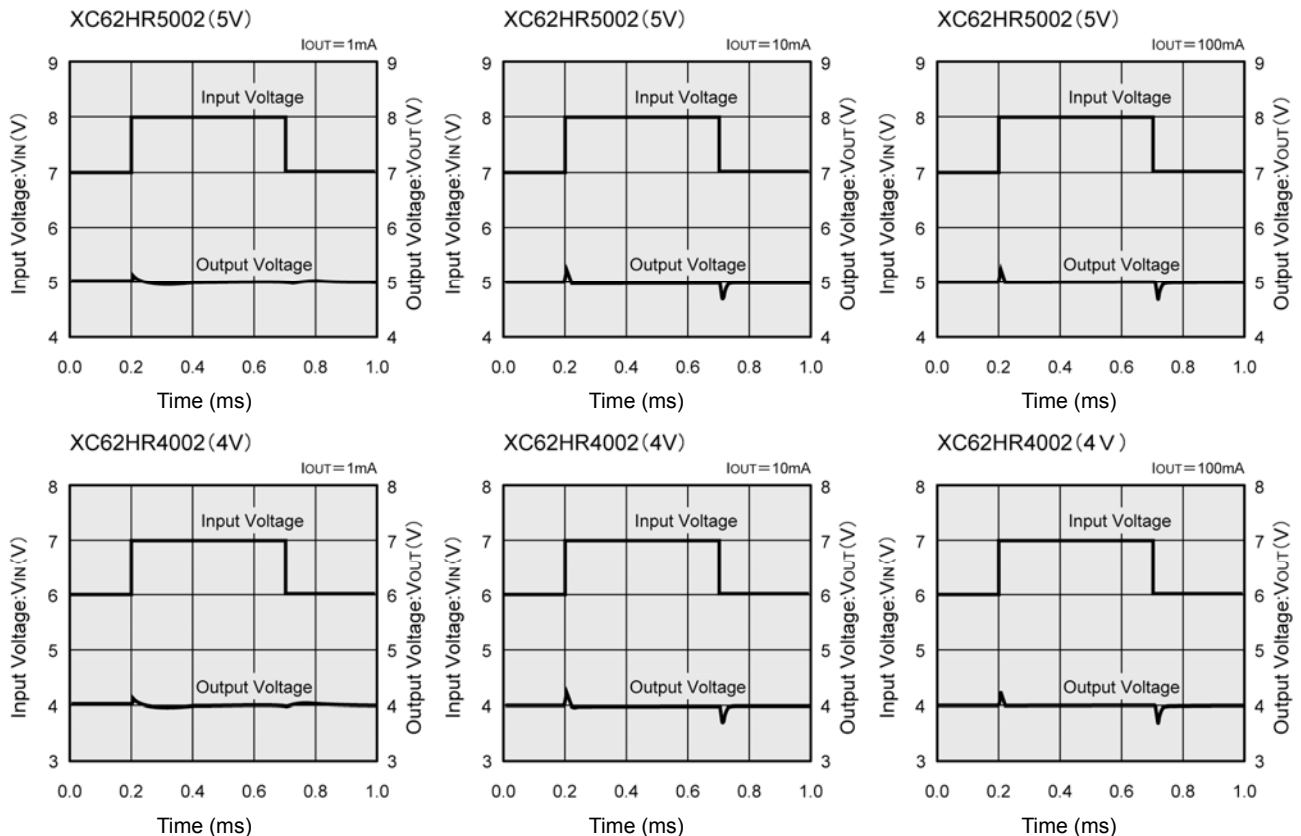 XC62HR5002(5V)
IOUT=1mA
9 8 7 6 5 4
Input Voltage:VIN(V)
Input Voltage
Output Voltage
9 8 7 6 5 4
Output Voltage:VOUT(V)
0.0 0.2 0.4 0.6 0.8 1.0
Time (ms)
XC62HR5002(5V)
IOUT=10mA
9 8 7 6 5 4
Input Voltage:VIN(V)
Input Voltage
Output Voltage
9 8 7 6 5 4
Output Voltage:VOUT(V)
0.0 0.2 0.4 0.6 0.8 1.0
Time (ms)
XC62HR5002(5V)
IOUT=100mA
9 8 7 6 5 4
Input Voltage:VIN(V)
Input Voltage
Output Voltage
9 8 7 6 5 4
Output Voltage:VOUT(V)
0.0 0.2 0.4 0.6 0.8 1.0
Time (ms)
XC62HR4002(4V)
IOUT=1mA
8 7 6 5 4 3
Input Voltage:VIN(V)
Input Voltage
Output Voltage
8 7 6 5 4 3
Output Voltage:VOUT(V)
0.0 0.2 0.4 0.6 0.8 1.0
Time (ms)
XC62HR4002(4V)
IOUT=10mA
8 7 6 5 4 3
Input Voltage:VIN(V)
Input Voltage
Output Voltage
8 7 6 5 4 3
Output Voltage:VOUT(V)
0.0 0.2 0.4 0.6 0.8 1.0
Time (ms)
XC62HR4002(4V)
IOUT=100mA
8 7 6 5 4 3
Input Voltage:VIN(V)
Input Voltage
Output Voltage
8 7 6 5 4 3
Output Voltage:VOUT(V)
0.0 0.2 0.4 0.6 0.8 1.0
Time (ms)